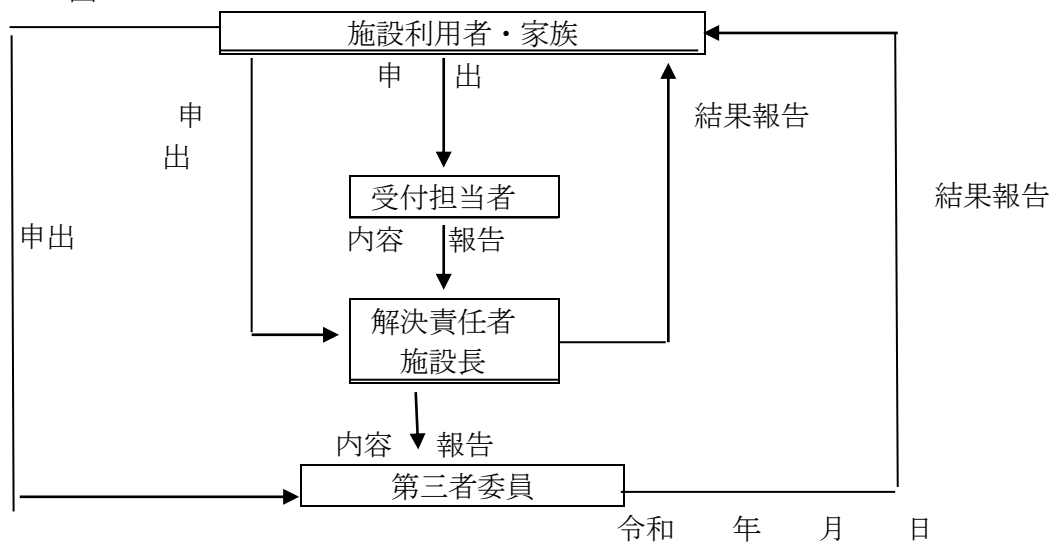 施設利用者・家族
申 出
申
出
結果報告
受付担当者
結果報告
申出
内容 報告
解決責任者
施設長
内容 報告
第三者委員
令和 年 月 日